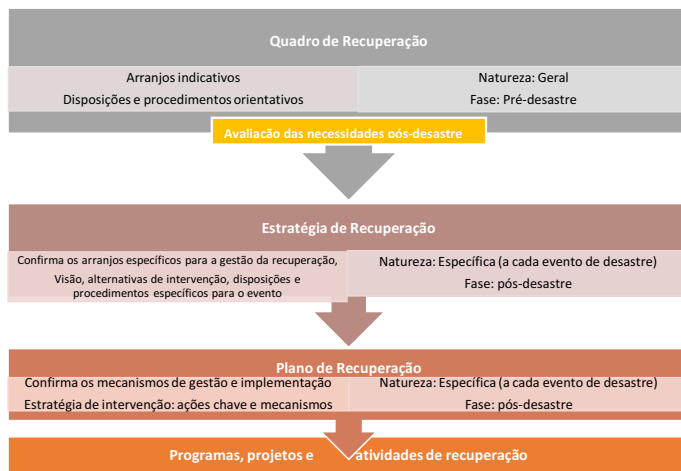 Quadro de Recuperação
Arranjos indicativos
Disposições e procedimentos orientativos
Natureza: Geral
Fase: Pré-desastre
Avaliação das necessidades pós-desastre
Estratégia de Recuperação
Confirma os arranjos específicos para a gestão da recuperação,
Visão, alternativas de intervenção, disposições e
procedimentos específicos para o evento
Natureza: Específica (a cada evento de desastre)
Fase: pós-desastre
Plano de Recuperação
Confirma os mecanismos de gestão e implementação
Estratégia de intervenção: ações chave e mecanismos
Natureza: Específica (a cada evento de desastre)
Fase: pós-desastre
Programas, projetos e atividades de recuperação